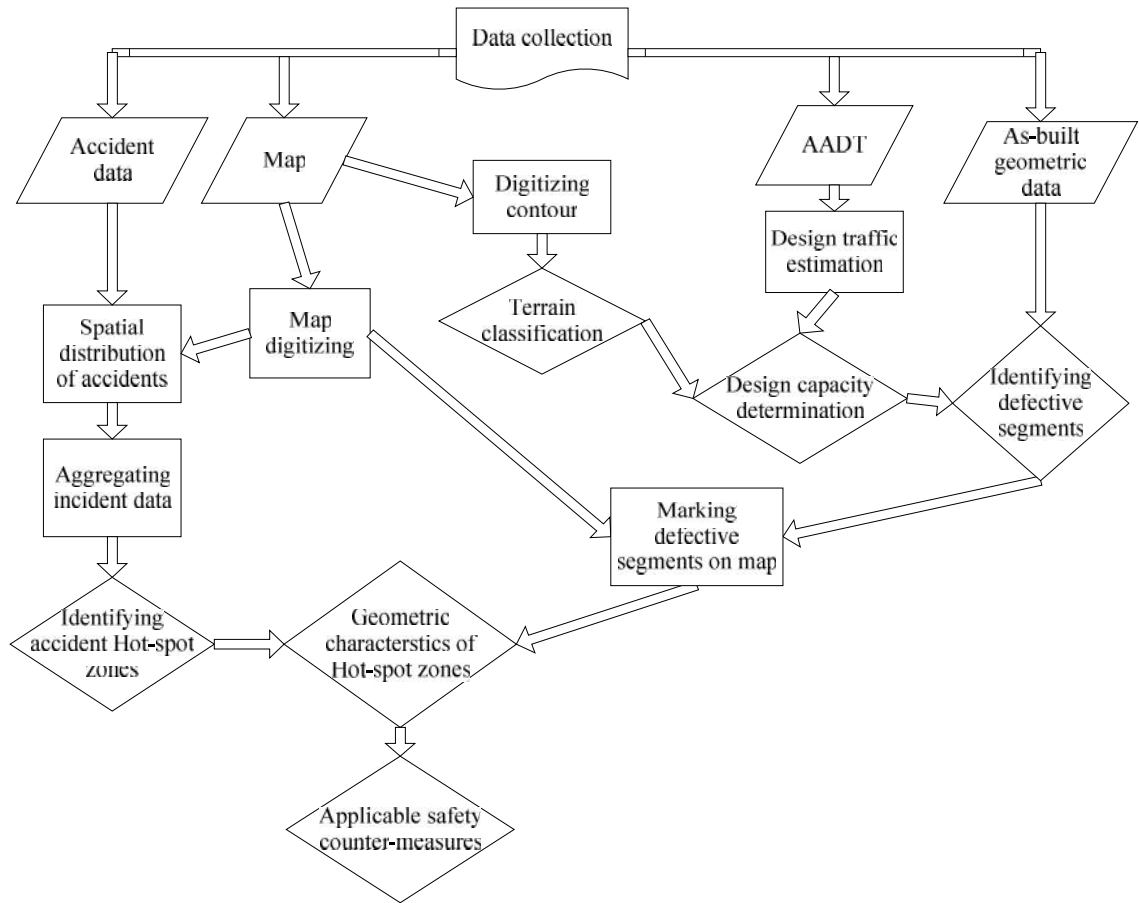 Data collection
Accident
data
Map
AADT
As-built
geometric
data
Digitizing
contour
Design traffic
estimation
Spatial
distribution
of accidents
Map
digitizing
Terrain
classification
Design capacity
determination
Identifying
defective
segments
Aggregating
incident data
Marking
defective
segments on map
Identifying
accident Hot-spot
zones
Geometric
characterstics of
Hot-spot zones
Applicable safety
counter-measures